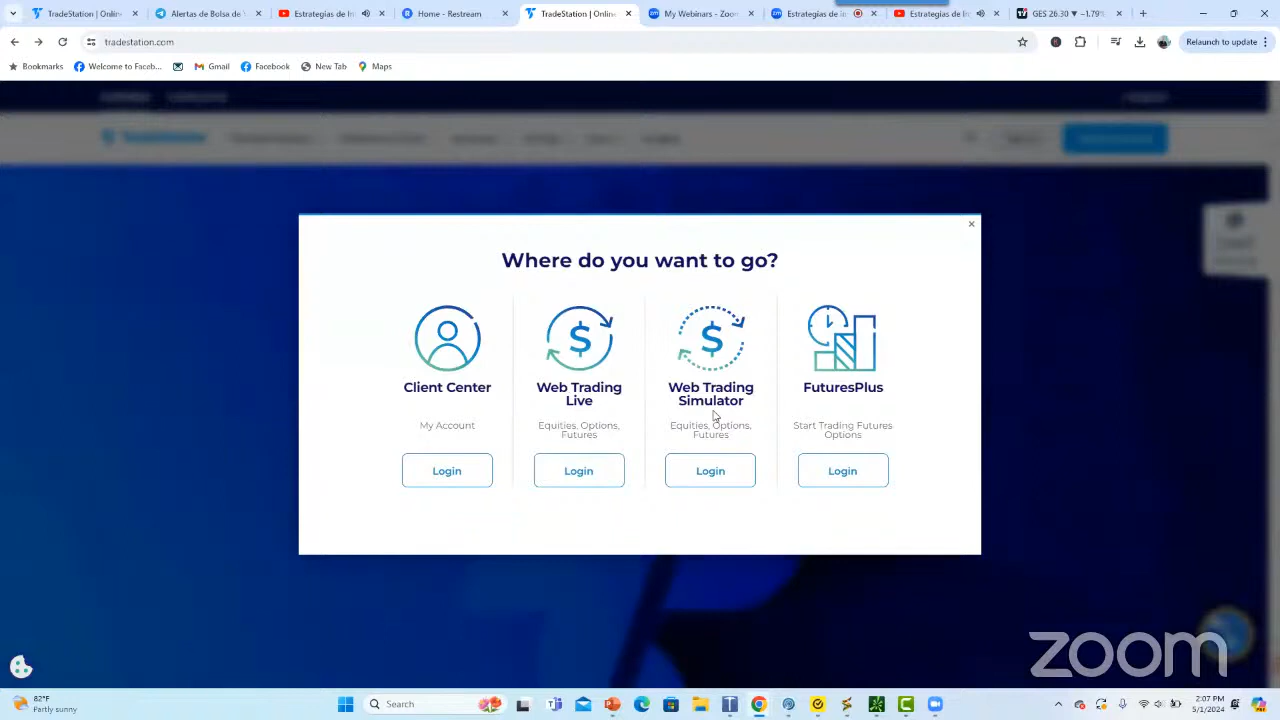 TradeStation | Online
Alertas de Bolsa de V
Estrategias de In
Home - Restream
TradeStation | Online
My Webinars - Zoom
Estrategias de in
Estrategias de In
GES 26.30 ▼ -1.79%
tradestation.com
Relaunch to update
Bookmarks
Welcome to Faceb...
Gmail
Facebook
New Tab
Maps
Where do you want to go?
Client Center
My Account
Login
Web Trading
Live
Equities, Options,
Futures
Login
Web Trading
Simulator
Equities, Options,
Futures
Login
FuturesPlus
Start Trading Futures
Options
Login
zoom
82°F
Partly sunny
Search
2:07 PM
5/1/2024